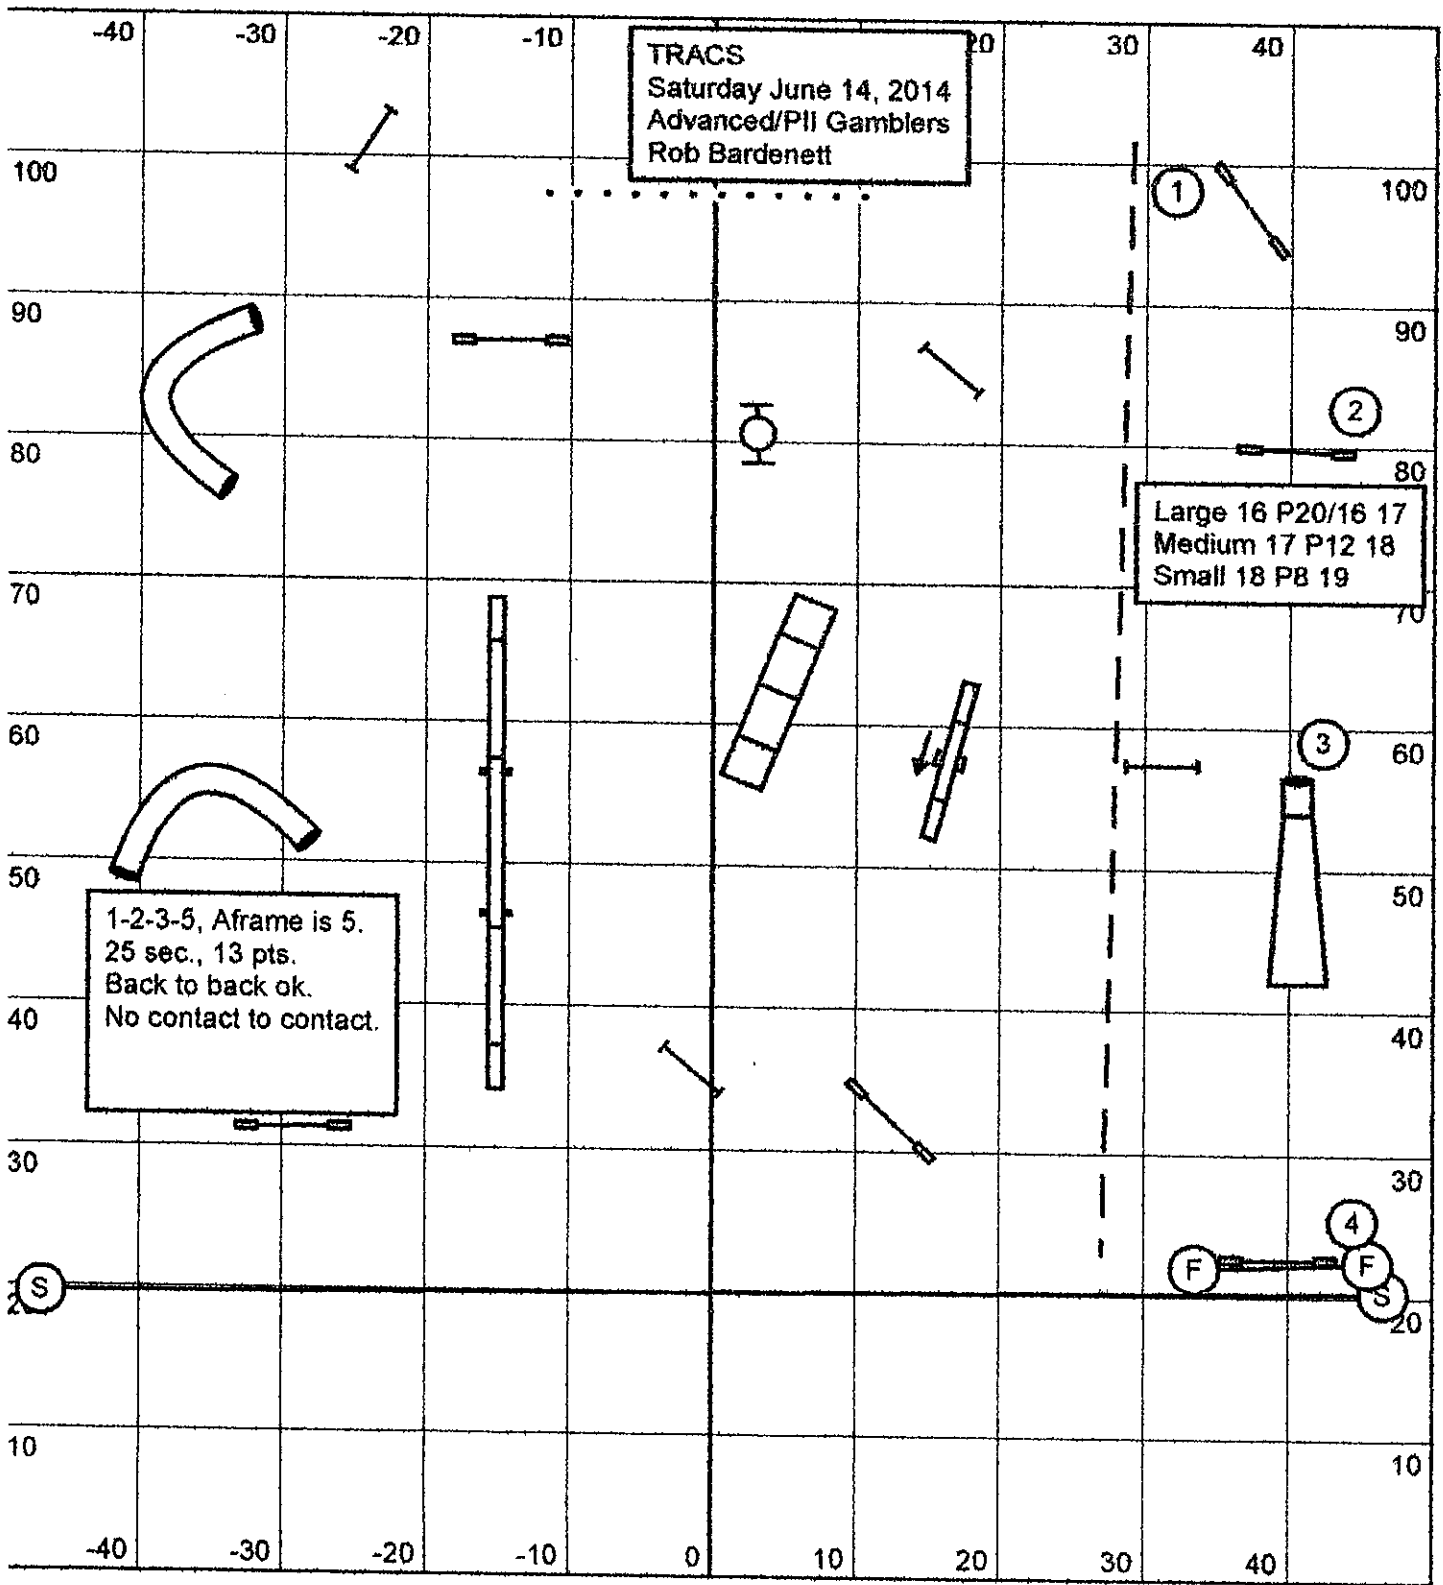 -40 -30 -20 -10 20 30 40
TRACS
Saturday June 14, 2014
Advanced/PII Gamblers
Rob Bardenett
100 100
1
90 90
2
80 80
Large 16 P20/16 17
Medium 17 P12 18
Small 18 P8 19
70 70
60 60
3
50 50
1-2-3-5, Aframe is 5.
25 sec., 13 pts.
Back to back ok.
No contact to contact.
40 40
30 30
4
F F
S S
20 20
10 10
-40 -30 -20 -10 0 10 20 30 40